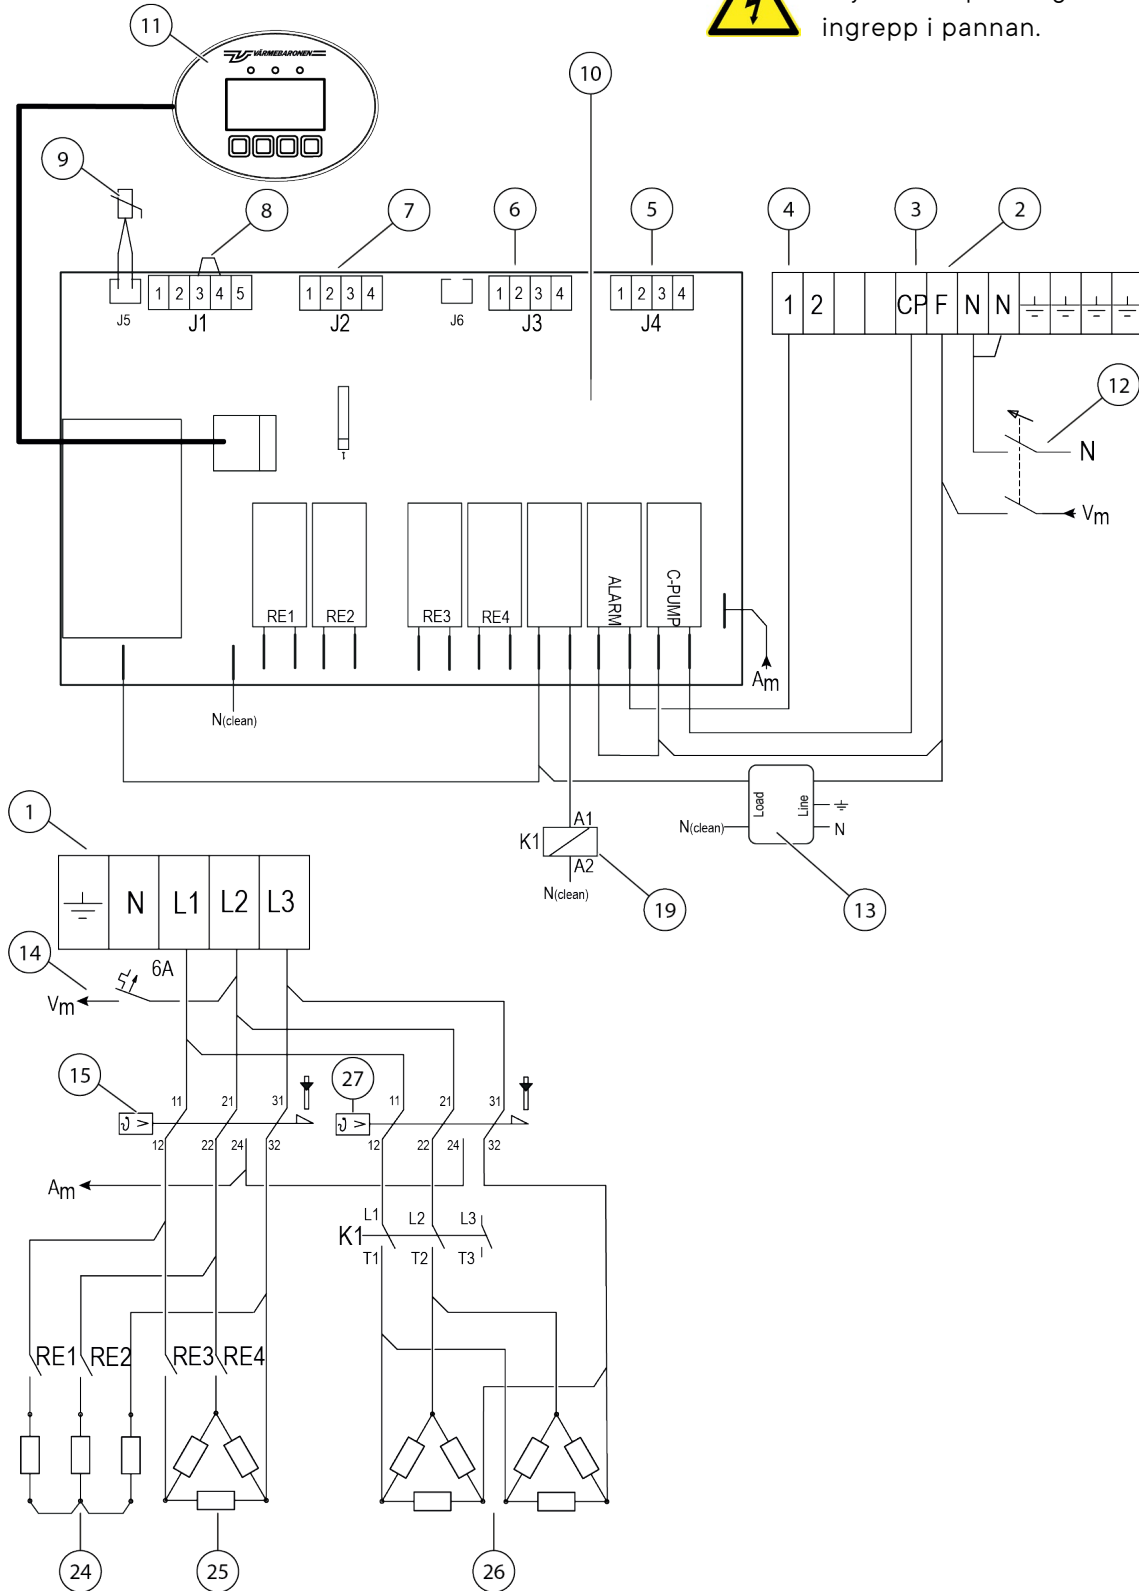 11
ingrepp i pannan.
VÄRMEBARONEN
10
9
8
7
6
5
4
3
2
1 2 3 4 5
1 2 3 4
1 2 3 4
1 2 3 4
1 2 CP F N N
J5
J1
J2
J6
J3
J4
12
N
1
Vm
ALARM
C-PUMP
RE1
RE2
RE3
RE4
Am
N(clean)
1
Load
Line
K1
A1
N(clean)
N
A2
N(clean)
19
13
N L1 L2 L3
14
6A
Vm
15
27
11 21 31
11 21 31
ϑ >
ϑ >
12 22 24 32
12 22 24 32
Am
L1 L2 L3
K1
T1 T2 T3
RE1 RE2 RE3 RE4
24
25
26